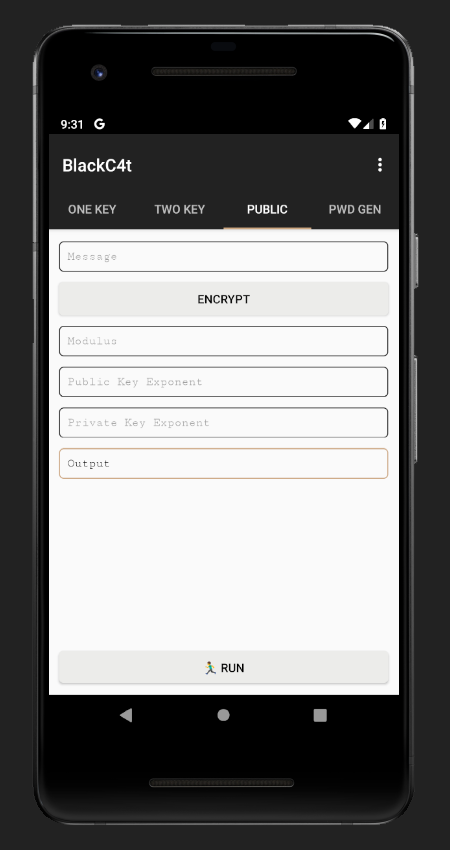 9:31 G
BlackC4t
ONE KEY TWO KEY PUBLIC PWD GEN
Message
ENCRYPT
Modulus
Public Key Exponent
Private Key Exponent
Output
RUN